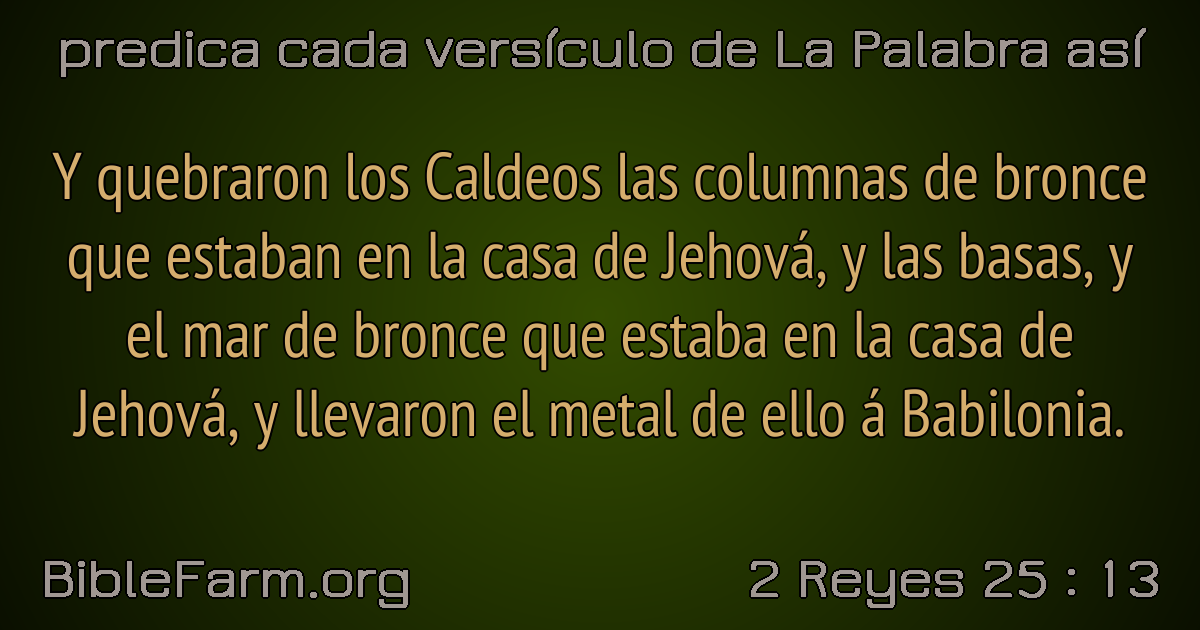 predica cada versículo de La Palabra así
Y quebraron los Caldeos las columnas de bronce
que estaban en la casa de Jehová, y las basas, y
el mar de bronce que estaba en la casa de
Jehová, y llevaron el metal de ello á Babilonia.
BibleFarm.org
2 Reyes 25 : 13